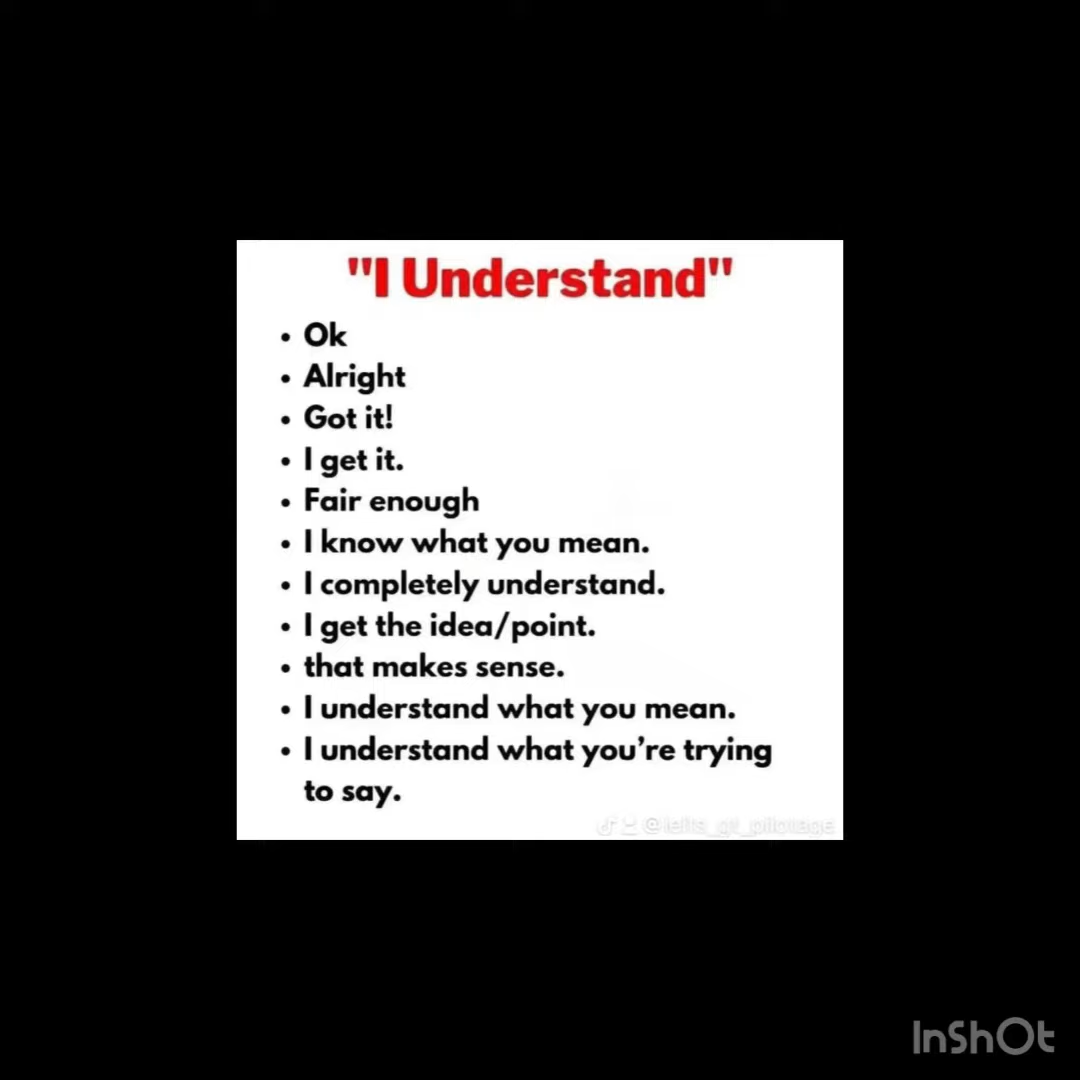 "I Understand"
• Ok
• Alright
• Got it!
• I get it.
• Fair enough
• I know what you mean.
• I completely understand.
• I get the idea/point.
• that makes sense.
• I understand what you mean.
• I understand what you're trying
to say.
@ielts_gt_pilotage
InShOt